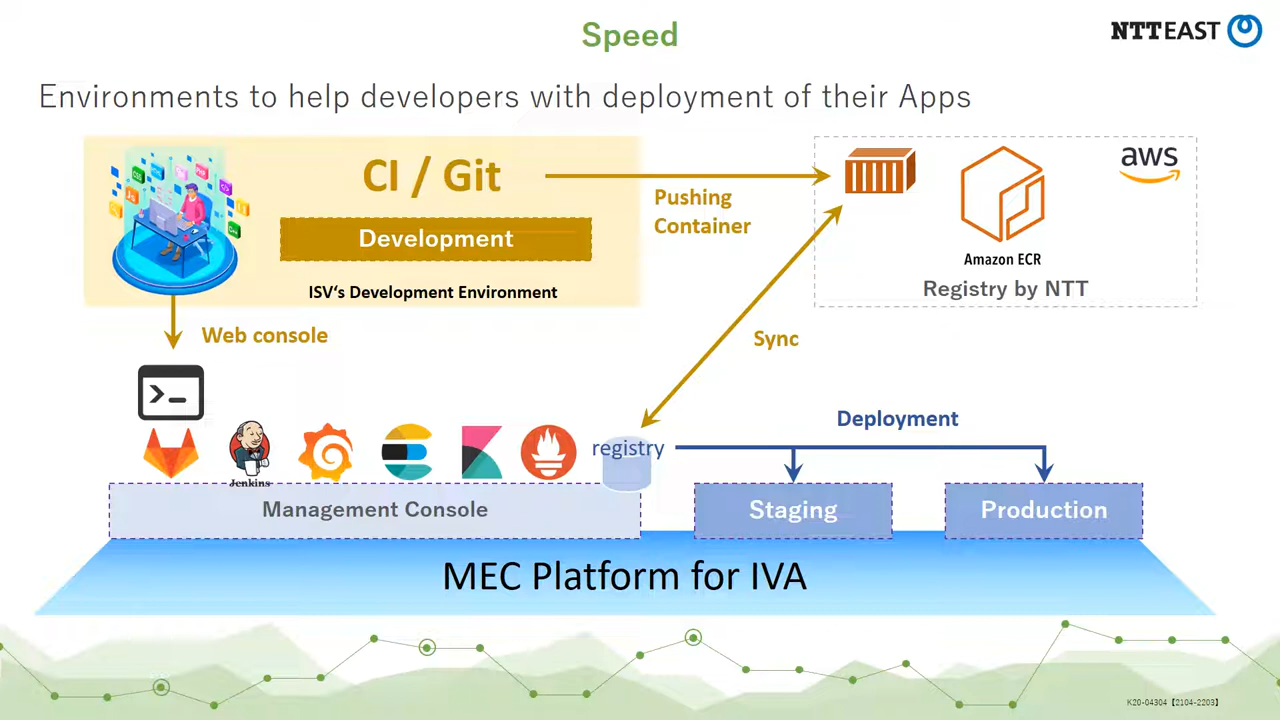 Speed
NTT EAST
Environments to help developers with deployment of their Apps
CI / Git
Development
ISV‘s Development Environment
Pushing
Container
aws
Amazon ECR
Registry by NTT
Web console
Sync
Jenkins
registry
Deployment
Management Console
Staging
Production
MEC Platform for IVA
K20-04304【2104-2203】